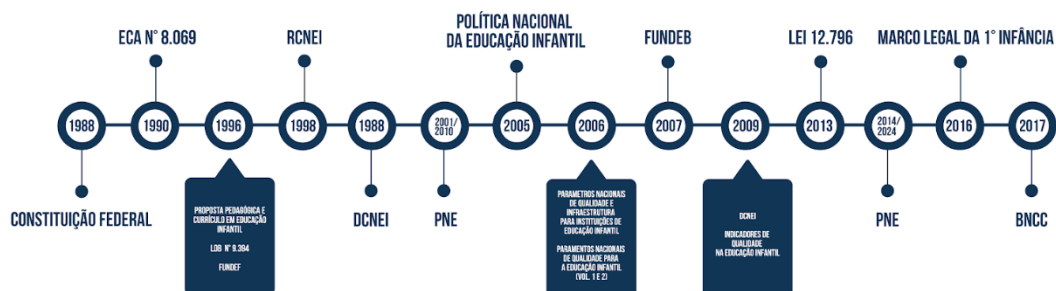 POLÍTICA NACIONAL
DA EDUCAÇÃO INFANTIL
ECA N° 8.069
RCNEI
FUNDEB
LEI 12.796
MARCO LEGAL DA 1° INFÂNCIA
1988
1990
1996
1998
1988
2001/
2010
2005
2006
2007
2009
2013
2014/
2024
2016
2017
CONSTITUIÇÃO FEDERAL
PROPOSTA PEDAGÓGICA E
CURRÍCULO EM EDUCAÇÃO
INFANTIL
LDB N° 9.394
FUNDEF
DCNEI
PNE
PARAMETROS NACIONAIS
DE QUALIDADE E
INFRAESTRUTURA
PARA INSTITUIÇÕES DE
EDUCAÇÃO INFANTIL
PARAMENTOS NACIONAIS
DE QUALIDADE PARA
A EDUCAÇÃO INFANTIL
(VOL. 1 E 2)
DCNEI
INDICADORES DE
QUALIDADE
NA EDUCAÇÃO INFANTIL
PNE
BNCC